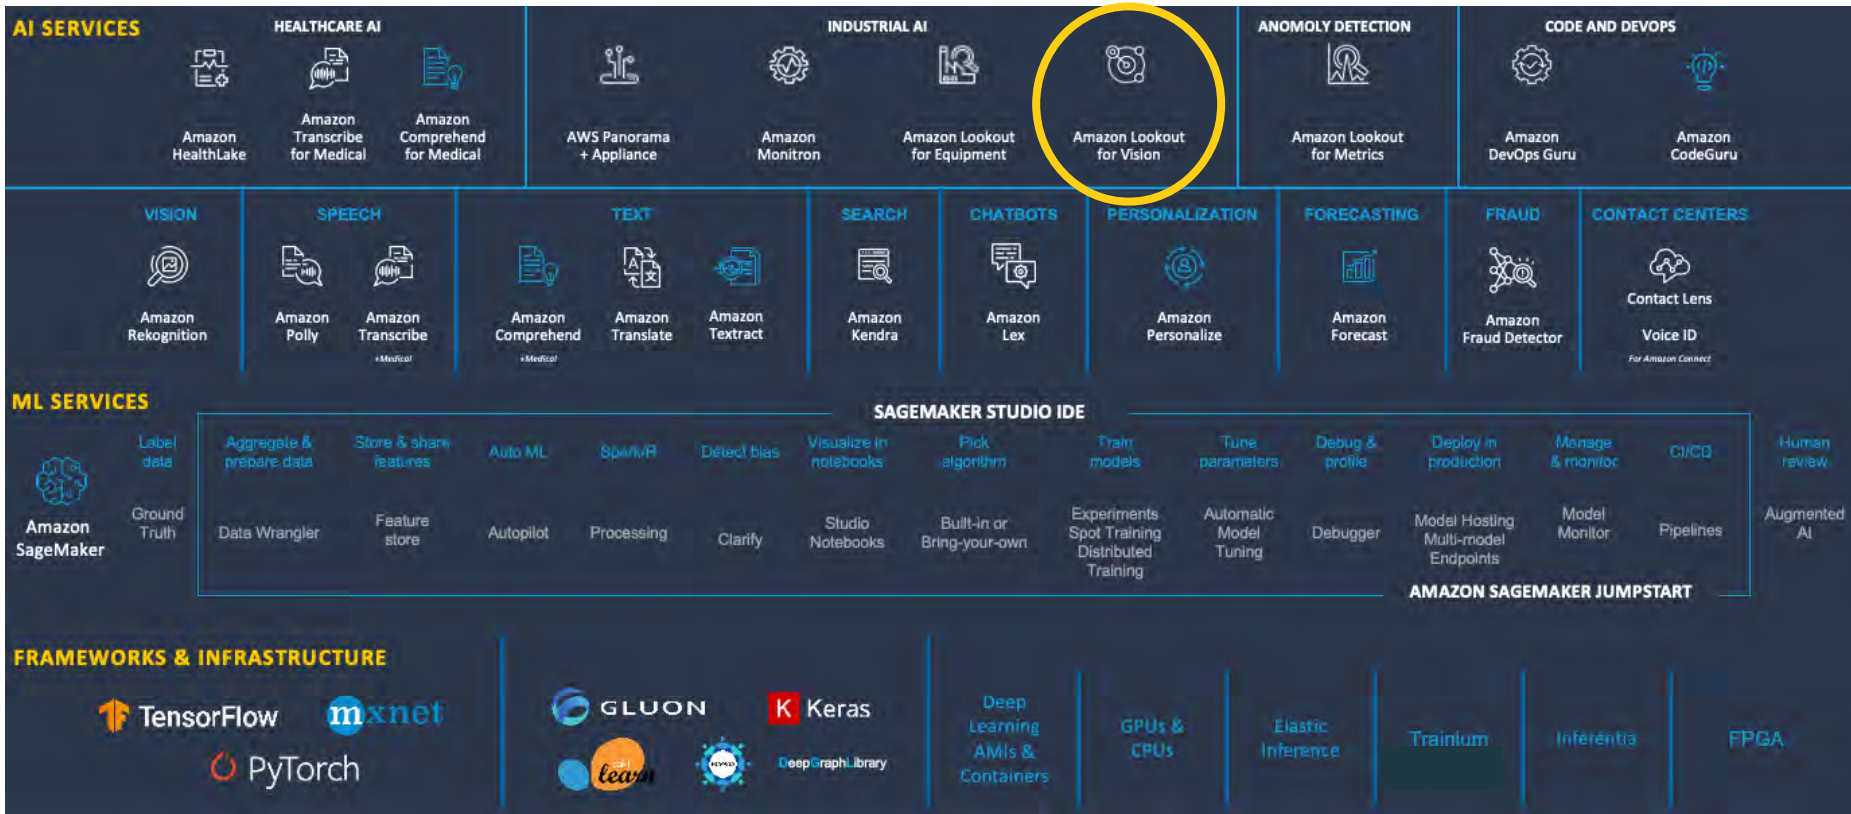 AI SERVICES
HEALTHCARE AI
Amazon
HealthLake
Amazon
Transcribe
for Medical
Amazon
Comprehend
for Medical
INDUSTRIAL AI
AWS Panorama
+ Appliance
Amazon
Monitron
Amazon Lookout
for Equipment
Amazon Lookout
for Vision
ANOMOLY DETECTION
Amazon Lookout
for Metrics
CODE AND DEVOPS
Amazon
DevOps Guru
Amazon
CodeGuru
VISION
Amazon
Rekognition
SPEECH
Amazon
Polly
Amazon
Transcribe
+Medical
TEXT
Amazon
Comprehend
+Medical
Amazon
Translate
Amazon
Textract
SEARCH
Amazon
Kendra
CHATBOTS
Amazon
Lex
PERSONALIZATION
Amazon
Personalize
FORECASTING
Amazon
Forecast
FRAUD
Amazon
Fraud Detector
CONTACT CENTERS
Contact Lens
Voice ID
For Amazon Connect
ML SERVICES
SAGEMAKER STUDIO IDE
Amazon
SageMaker
Label
data
Ground
Truth
Aggregate &
prepare data
Data Wrangler
Store & share
features
Feature
store
Auto ML
Autopilot
Spark/R
Processing
Detect bias
Clarify
Visualize in
notebooks
Studio
Notebooks
Pick
algorithm
Built-in or
Bring-your-own
Train
models
Experiments
Spot Training
Distributed
Training
Tune
parameters
Automatic
Model
Tuning
Debug &
profile
Debugger
Deploy in
production
Model Hosting
Multi-model
Endpoints
Manage
& monitor
Model
Monitor
CI/CD
Pipelines
Human
review
Augmented
AI
AMAZON SAGEMAKER JUMPSTART
FRAMEWORKS & INFRASTRUCTURE
TensorFlow
mxnet
PyTorch
GLUON
K Keras
learn
DeepGraphLibrary
Deep
Learning
AMIs &
Containers
GPUs &
CPUs
Elastic
Inference
Trainium
Inferentia
FPGA